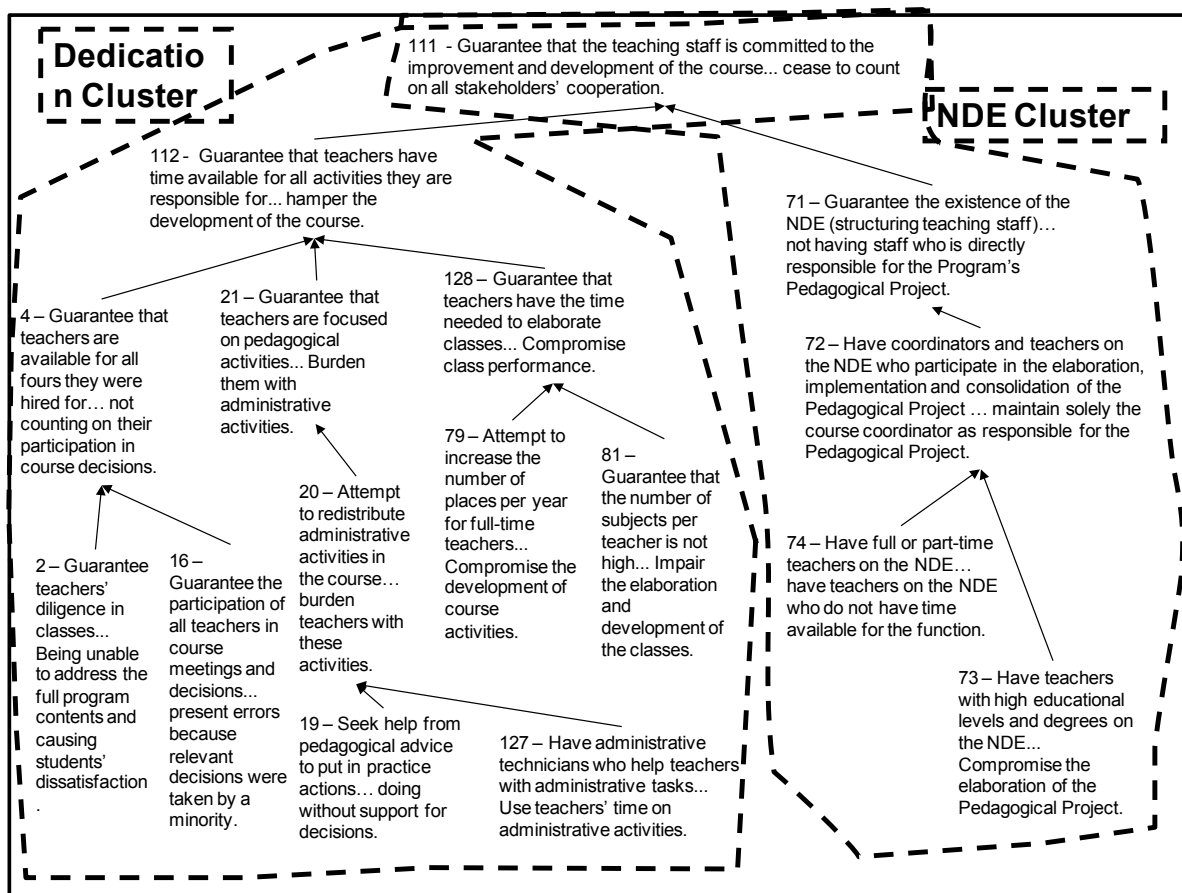 Dedicatio
n Cluster
111  - Guarantee that the teaching staff is committed to the
improvement and development of the course... cease to count
on all stakeholders’ cooperation.
NDE Cluster
112 -  Guarantee that teachers have
time available for all activities they are
responsible for... hamper the
development of the course.
71 – Guarantee the existence of the
NDE (structuring teaching staff)…
not having staff who is directly
responsible for the Program’s
Pedagogical Project.
4 – Guarantee that
teachers are
available for all
fours they were
hired for… not
counting on their
participation in
course decisions.
21 – Guarantee that
teachers are focused
on pedagogical
activities... Burden
them with
administrative
activities.
128 – Guarantee that
teachers have the time
needed to elaborate
classes... Compromise
class performance.
72 – Have coordinators and teachers on
the NDE who participate in the elaboration,
implementation and consolidation of the
Pedagogical Project … maintain solely the
course coordinator as responsible for the
Pedagogical Project.
2 – Guarantee
teachers’
diligence in
classes...
Being unable
to address the
full program
contents and
causing
students’
dissatisfaction
.
16 –
Guarantee the
participation of
all teachers in
course
meetings and
decisions...
present errors
because
relevant
decisions were
taken by a
minority.
20 – Attempt
to redistribute
administrative
activities in
the course…
burden
teachers with
these
activities.
79 – Attempt to
increase the
number of
places per year
for full-time
teachers...
Compromise the
development of
course
activities.
81 –
Guarantee that
the number of
subjects per
teacher is not
high... Impair
the elaboration
and
development of
the classes.
74 – Have full or part-time
teachers on the NDE…
have teachers on the NDE
who do not have time
available for the function.
19 – Seek help from
pedagogical advice
to put in practice
actions… doing
without support for
decisions.
127 – Have administrative
technicians who help teachers
with administrative tasks...
Use teachers’ time on
administrative activities.
73 – Have teachers
with high educational
levels and degrees on
the NDE...
Compromise the
elaboration of the
Pedagogical Project.